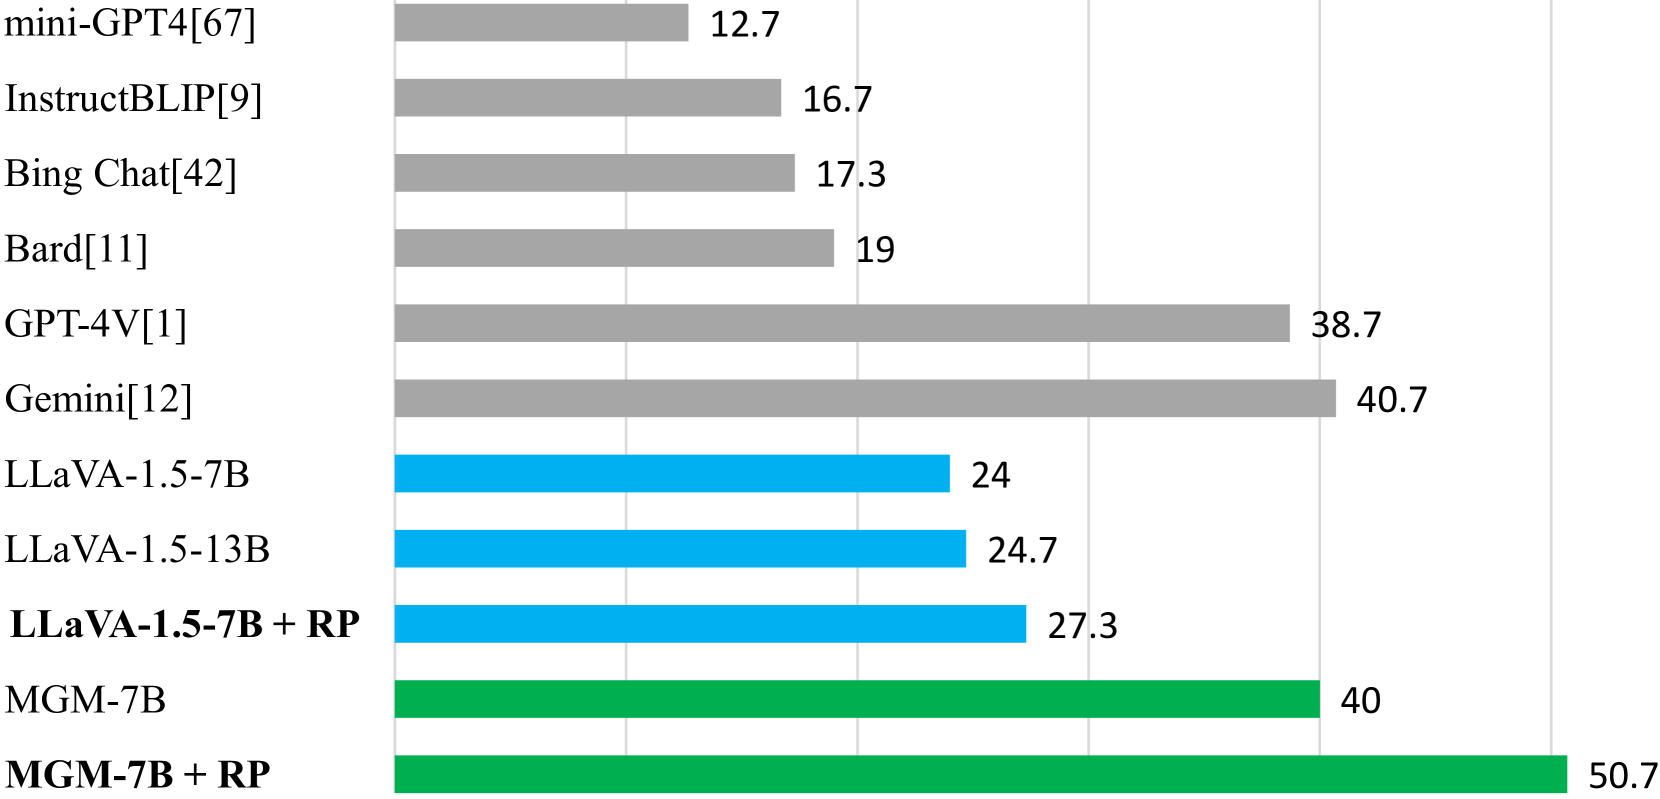 mini-GPT4[67] 12.7
InstructBLIP[9] 16.7
Bing Chat[42] 17.3
Bard[11] 19
GPT-4V[1] 38.7
Gemini[12] 40.7
LLaVA-1.5-7B 24
LLaVA-1.5-13B 24.7
LLaVA-1.5-7B + RP 27.3
MGM-7B 40
MGM-7B + RP 50.7